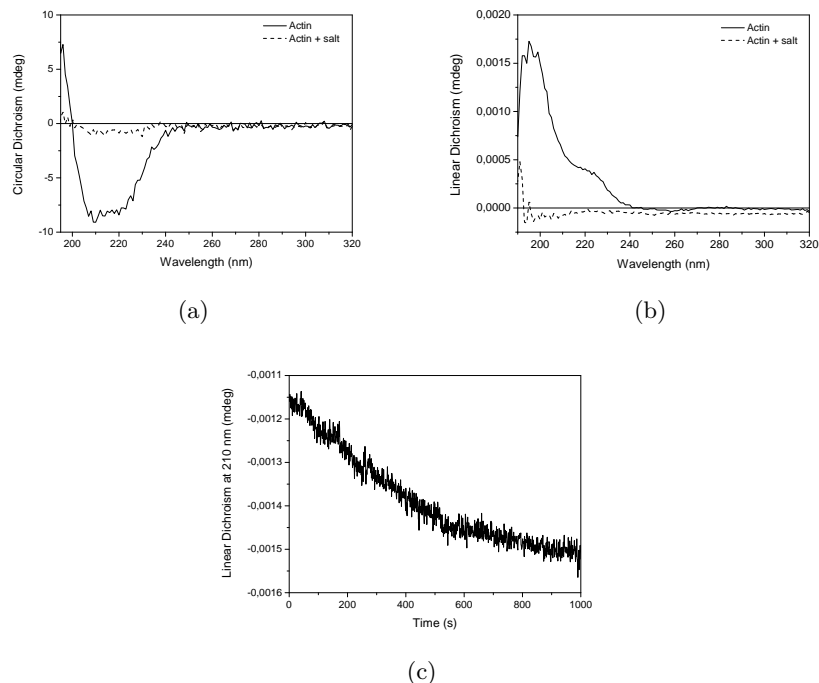 10
5
0
-5
-10
200 220 240 260 280 300 320
Circular Dichroism (mdeg)
Wavelength (nm)
Actin
Actin + salt
(a)
0,0020
0,0015
0,0010
0,0005
0,0000
200 220 240 260 280 300 320
Linear Dichroism (mdeg)
Wavelength (nm)
Actin
Actin + salt
(b)
-0,0011
-0,0012
-0,0013
-0,0014
-0,0015
-0,0016
0 200 400 600 800 1000
Linear Dichroism at 210 nm (mdeg)
Time (s)
(c)